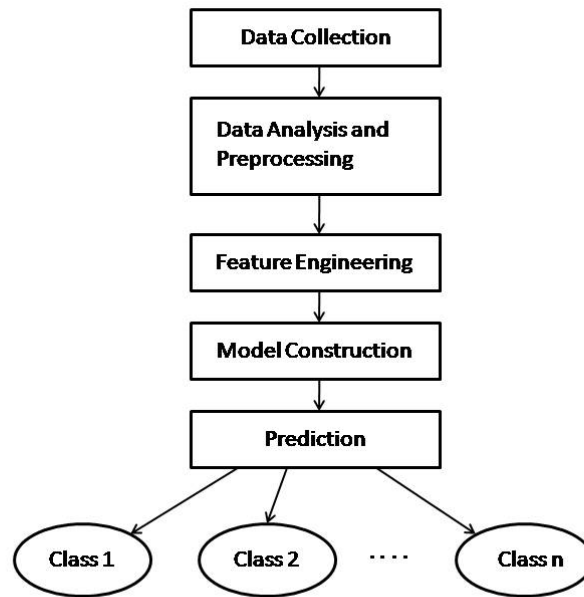 Data Collection
Data Analysis and
Preprocessing
Feature Engineering
Model Construction
Prediction
Class 1
Class 2
....
Class n